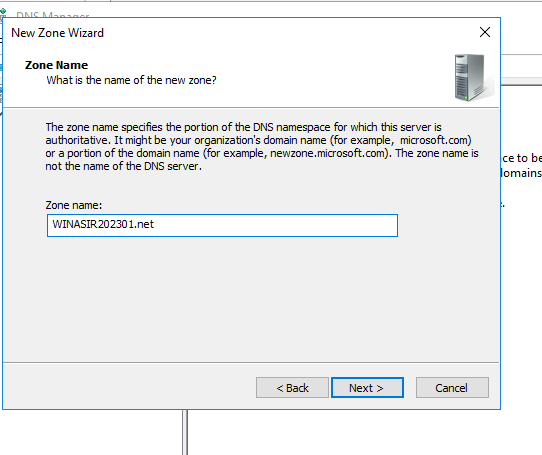 DNS Manager
New Zone Wizard
Zone Name
What is the name of the new zone?
The zone name specifies the portion of the DNS namespace for which this server is
authoritative. It might be your organization's domain name (for example, microsoft.com)
or a portion of the domain name (for example, newzone.microsoft.com). The zone name is
not the name of the DNS server.
ce to be
domains
Zone name:
WINASIR202301.net
< Back
Next >
Cancel